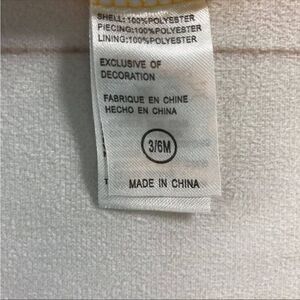 SHELL: 100%POLYESTER
PIECING:100%POLYESTER
LINING:100%POLYESTER
EXCLUSIVE OF
DECORATION
FABRIQUE EN CHINE
HECHO EN CHINA
3/6M
MADE IN CHINA